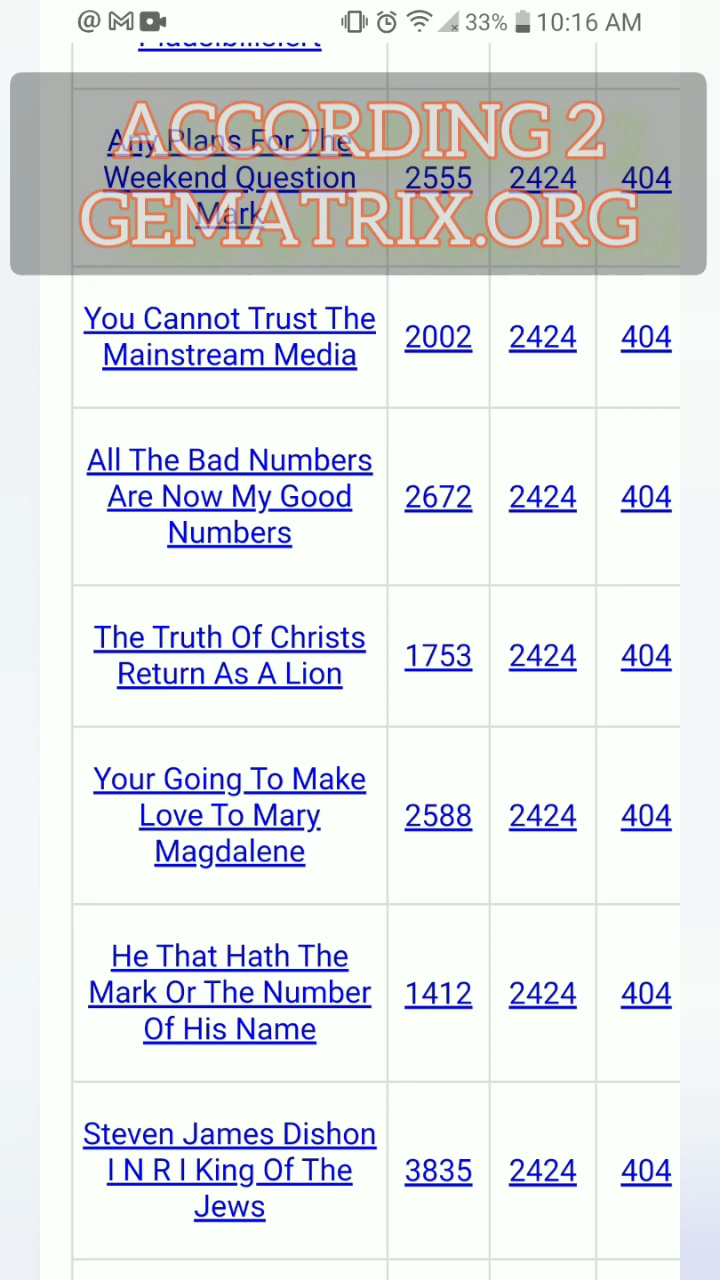 33% 10:16 AM
ACCORDING 2
GEMATRIX.ORG
Any Plans For The
Weekend Question
Mark
2555 2424 404
You Cannot Trust The
Mainstream Media
2002 2424 404
All The Bad Numbers
Are Now My Good
Numbers
2672 2424 404
The Truth Of Christs
Return As A Lion
1753 2424 404
Your Going To Make
Love To Mary
Magdalene
2588 2424 404
He That Hath The
Mark Or The Number
Of His Name
1412 2424 404
Steven James Dishon
I N R I King Of The
Jews
3835 2424 404